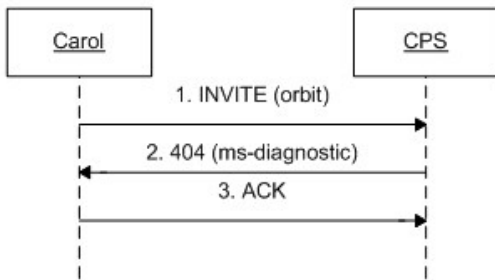 Carol
CPS
1. INVITE (orbit)
2. 404 (ms-diagnostic)
3. ACK